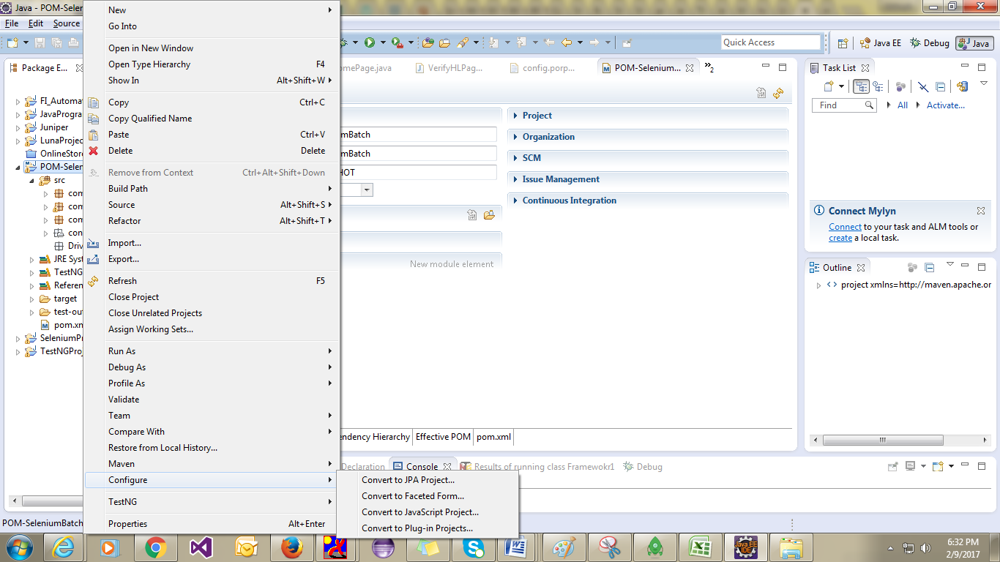 Java - POM-Selen
File Edit Source
Quick Access
Java EE
Debug
Java
Package E...
FI_Automat
JavaProgra
Juniper
LunaProjec
OnlineStore
POM-Selen
src
com
com
com
con
Driv
JRE Syst
TestNG
Referen
target
test-out
pom.xm
SeleniumPr
TestNGProj
New
Go Into
Open in New Window
Open Type Hierarchy F4
Show In Alt+Shift+W
Copy Ctrl+C
Copy Qualified Name
Paste Ctrl+V
Delete Delete
Remove from Context Ctrl+Alt+Shift+Down
Build Path
Source Alt+Shift+S
Refactor Alt+Shift+T
Import...
Export...
Refresh F5
Close Project
Close Unrelated Projects
Assign Working Sets...
Run As
Debug As
Profile As
Validate
Team
Compare With
Restore from Local History...
Maven
Configure
TestNG
Properties Alt+Enter
Convert to JPA Project...
Convert to Faceted Form...
Convert to JavaScript Project...
Convert to Plug-in Projects...
omePage.java
VerifyHLPag...
config.porp...
POM-Selenium...
2
mBatch
mBatch
HOT
New module element
Project
Organization
SCM
Issue Management
Continuous Integration
endency Hierarchy
Effective POM
pom.xml
Declaration
Console
Results of running class Framewokr1
Debug
Task List
Find
All
Activate...
Connect Mylyn
Connect to your task and ALM tools or
create a local task.
Outline
project xmlns=http://maven.apache.or
POM-SeleniumBatch
Java EE
IDE
6:32 PM
2/9/2017